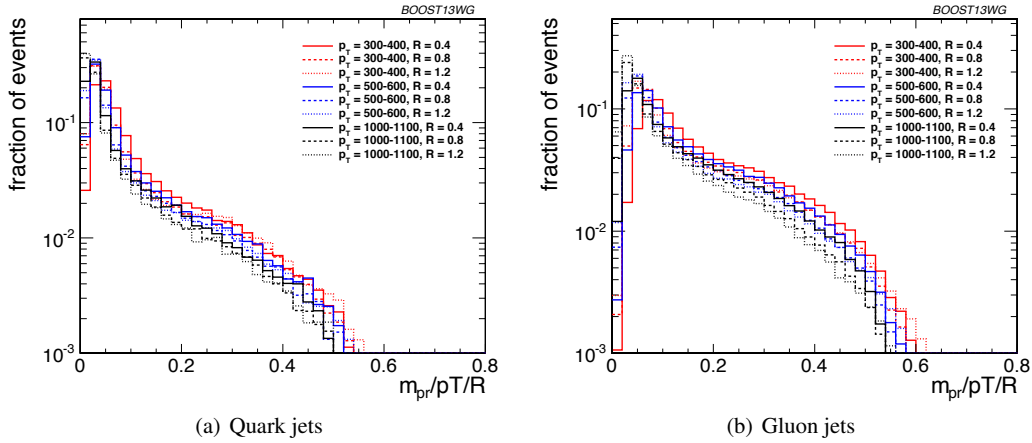 BOOST13WG
fraction of events
p_T = 300-400, R = 0.4
p_T = 300-400, R = 0.8
p_T = 300-400, R = 1.2
p_T = 500-600, R = 0.4
p_T = 500-600, R = 0.8
p_T = 500-600, R = 1.2
p_T = 1000-1100, R = 0.4
p_T = 1000-1100, R = 0.8
p_T = 1000-1100, R = 1.2
10^-1
10^-2
10^-3
0 0.2 0.4 0.6 0.8
m_pr/pT/R
(a) Quark jets
BOOST13WG
fraction of events
p_T = 300-400, R = 0.4
p_T = 300-400, R = 0.8
p_T = 300-400, R = 1.2
p_T = 500-600, R = 0.4
p_T = 500-600, R = 0.8
p_T = 500-600, R = 1.2
p_T = 1000-1100, R = 0.4
p_T = 1000-1100, R = 0.8
p_T = 1000-1100, R = 1.2
10^-1
10^-2
10^-3
0 0.2 0.4 0.6 0.8
m_pr/pT/R
(b) Gluon jets